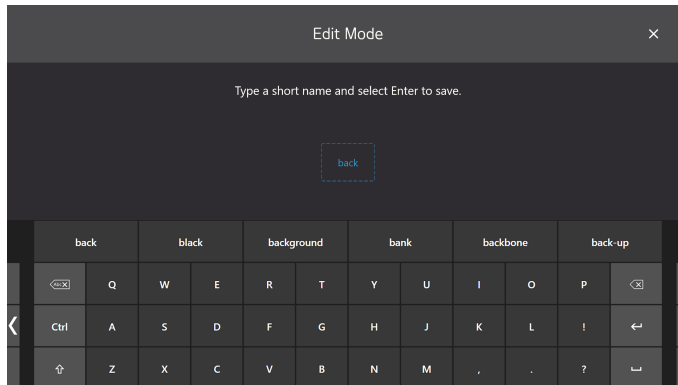 Edit Mode
Type a short name and select Enter to save.
back
back black background bank backbone back-up
Abc Q W E R T Y U I O P
Ctrl A S D F G H J K L !
Z X C V B N M , . ?